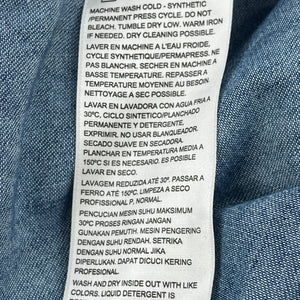 MACHINE WASH COLD - SYNTHETIC
/PERMANENT PRESS CYCLE. DO NOT
BLEACH. TUMBLE DRY LOW. WARM IRON
IF NEEDED. DRY CLEANING POSSIBLE.
LAVER EN MACHINE A L'EAU FROIDE,
CYCLE SYNTHETIQUE/PERMAPRESS. NE
PAS BLANCHIR. SECHER EN MACHINE A
BASSE TEMPERATURE. REPASSER A
TEMPERATURE MOYENNE AU BESOIN
NETTOYAGE A SEC POSSIBLE.
LAVAR EN LAVADORA CON AGUA FRIA A
30ºC, CICLO SINTETICO/PLANCHADO
PERMANENTE Y DETERGENTE.
EXPRIMIR. NO USAR BLANQUEADOR.
SECADO SUAVE EN SECADORA.
PLANCHAR EN TEMPERATURA MEDIA A
150ºC SI ES NECESARIO. ES POSIBLE
LAVAR EN SECO.
LAVAGEM REDUZIDA ATÉ 30º. PASSAR A
FERRO ATÉ 150ºC. LIMPEZA A SECO
PROFISSIONAL P, NORMAL.
PENCUCIAN MESIN SUHU MAKSIMUM
30ºC PROSES RINGAN JANGAN
GUNAKAN PEMUTIH. MESIN PENGERING
DENGAN SUHU RENDAH. SETRIKA
DENGAN SUHU NORMAL JIKA
DIPERLUKAN. DAPAT DICUCI KERING
PROFESIONAL.
WASH AND DRY INSIDE OUT WITH LIKE
COLORS. LIQUID DETERGENT IS